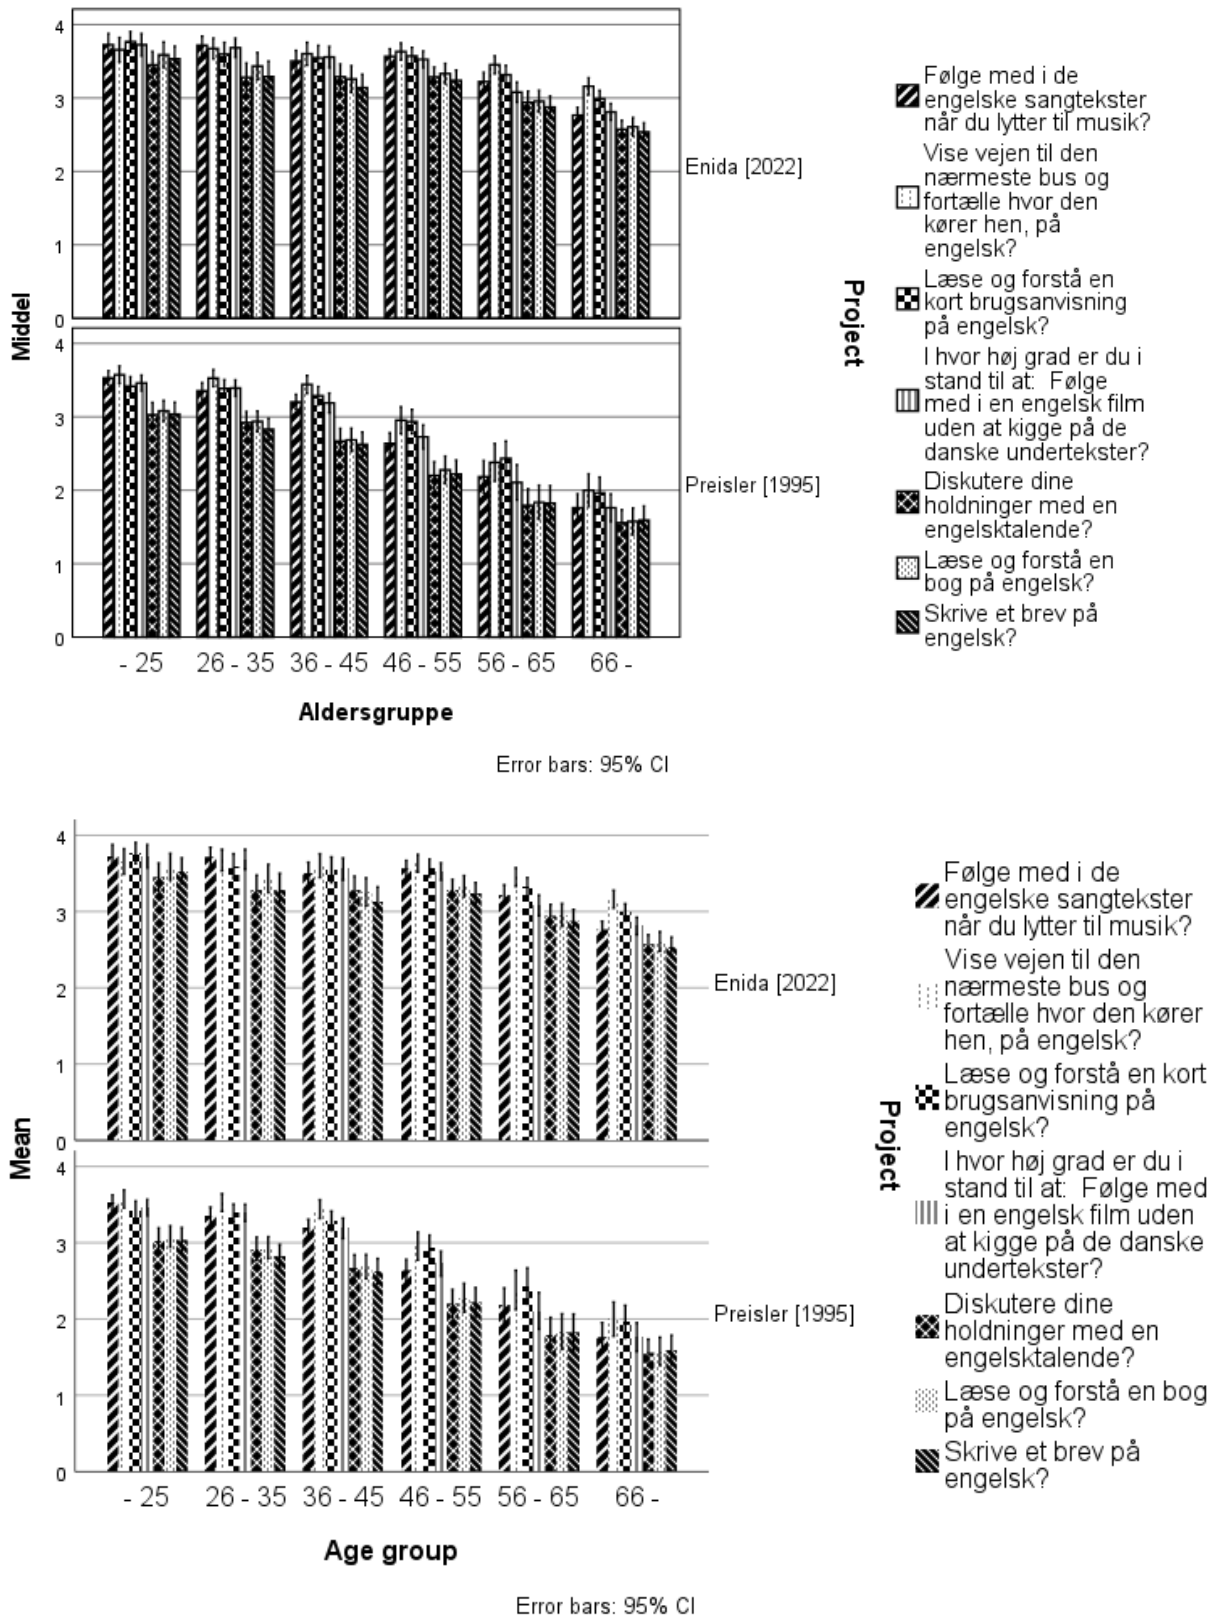 4
3
2
1
0
Enida [2022]
4
3
2
1
0
Preisler [1995]
Middel
Project
- 25
26 - 35
36 - 45
46 - 55
56 - 65
66 -
Aldersgruppe
Error bars: 95% CI
Følge med i de
engelske sangtekster
når du lytter til musik?
Vise vejen til den
nærmeste bus og
fortælle hvor den
kører hen, på
engelsk?
Læse og forstå en
kort brugsanvisning
på engelsk?
I hvor høj grad er du i
stand til at: Følge
med i en engelsk film
uden at kigge på de
danske undertekster?
Diskutere dine
holdninger med en
engelsktalende?
Læse og forstå en
bog på engelsk?
Skrive et brev på
engelsk?
4
3
2
1
0
Enida [2022]
4
3
2
1
0
Preisler [1995]
Mean
Project
- 25
26 - 35
36 - 45
46 - 55
56 - 65
66 -
Age group
Error bars: 95% CI
Følge med i de
engelske sangtekster
når du lytter til musik?
Vise vejen til den
nærmeste bus og
fortælle hvor den kører
hen, på engelsk?
Læse og forstå en kort
brugsanvisning på
engelsk?
I hvor høj grad er du i
stand til at: Følge med
i en engelsk film uden
at kigge på de danske
undertekster?
Diskutere dine
holdninger med en
engelsktalende?
Læse og forstå en bog
på engelsk?
Skrive et brev på
engelsk?